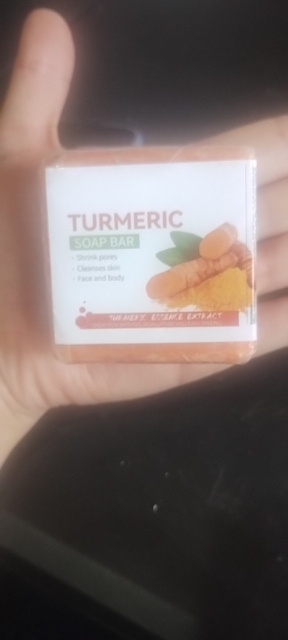 TURMERIC
SOAP BAR
- Shrink pores
- Cleanses skin
- Face and body
TURMERIC ESSENCE EXTRACT